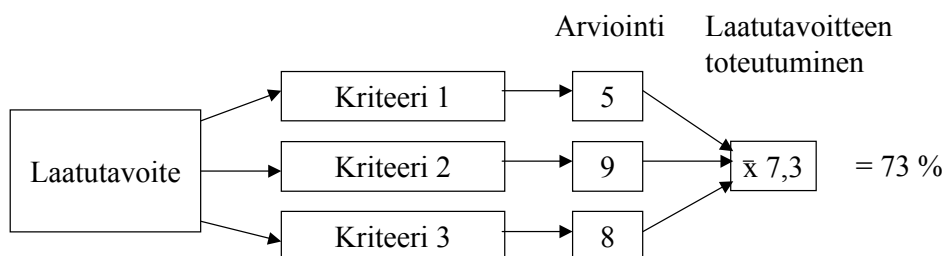 Arviointi
Laatutavoitteen
toteutuminen
Kriteeri 1
5
Laatutavoite
Kriteeri 2
9
x̄ 7,3
= 73 %
Kriteeri 3
8